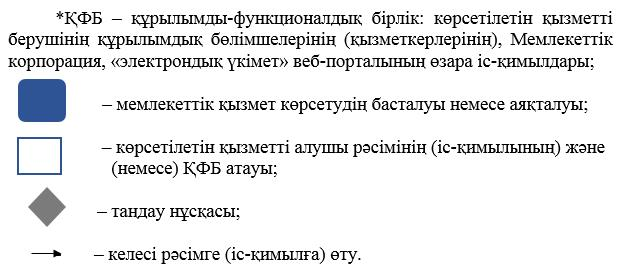 *ҚФБ – құрылымды-функционалдық бірлік: көрсетілетін қызметті
берушінің құрылымдық бөлімшелерінің (қызметкерлерінің), Мемлекеттік
корпорация, «электрондық үкімет» веб-порталының өзара іс-қимылдары;
– мемлекеттік қызмет көрсетудің басталуы немесе аяқталуы;
– көрсетілетін қызметті алушы рәсімінің (іс-қимылының) және
(немесе) ҚФБ атауы;
– таңдау нұсқасы;
– келесі рәсімге (іс-қимылға) өту.